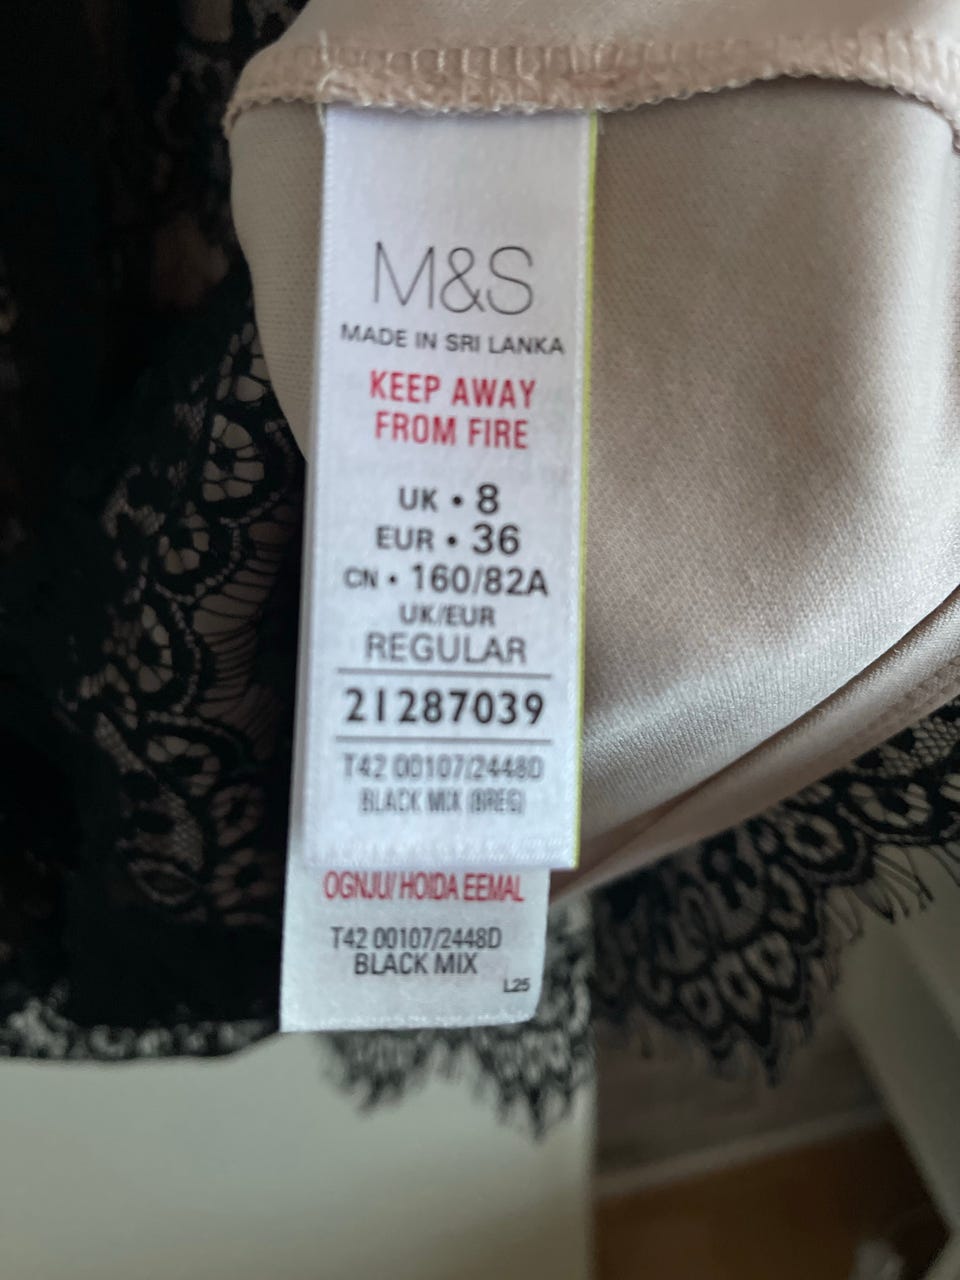 M&S
MADE IN SRI LANKA
KEEP AWAY
FROM FIRE
UK • 8
EUR • 36
CN • 160/82A
UK/EUR
REGULAR
21287039
T42 00107/2448D
BLACK MIX (BREG)
OGNJU/ HOIDA EEMAL
T42 00107/2448D
BLACK MIX
L25